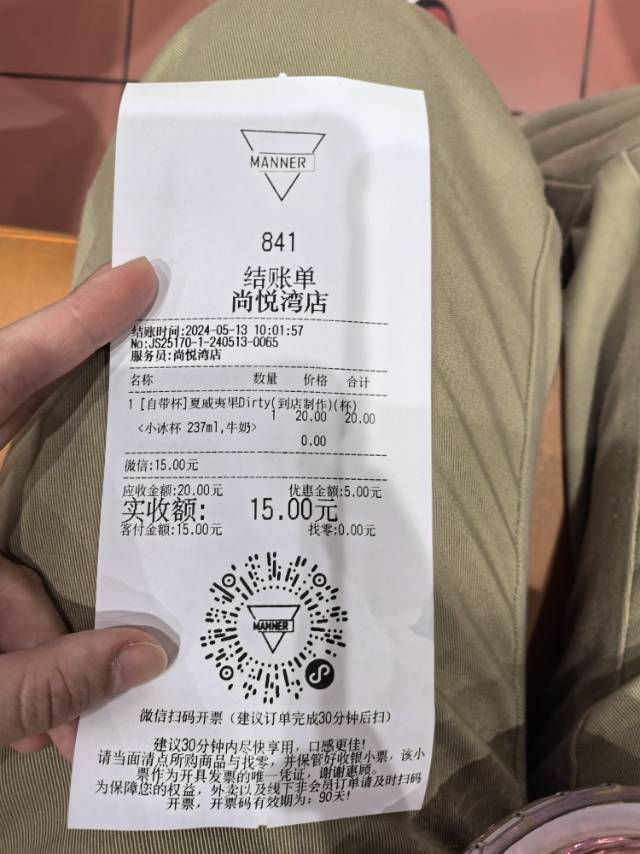 MANNER
841
结账单
尚悦湾店
结账时间:2024-05-13 10:01:57
No:JS25170-1-240513-0065
服务员:尚悦湾店
名称 数量 价格 合计
1 [自带杯]夏威夷果Dirty(到店制作)(杯)
1 20.00 20.00
<小冰杯 237ml,牛奶>
0.00
微信:15.00元
应收金额:20.00元 优惠金额:5.00元
实收额: 15.00元
客付金额:15.00元 找零:0.00元
MANNER
微信扫码开票（建议订单完成30分钟后扫）
建议30分钟内尽快享用，口感更佳!
请当面清点所购商品与找零，并保管好收银小票，该小
票作为开具发票的唯一凭证，谢谢惠顾。
为保障您的权益，外卖以及线下非会员订单请及时扫码
开票，开票码有效期为：90天!